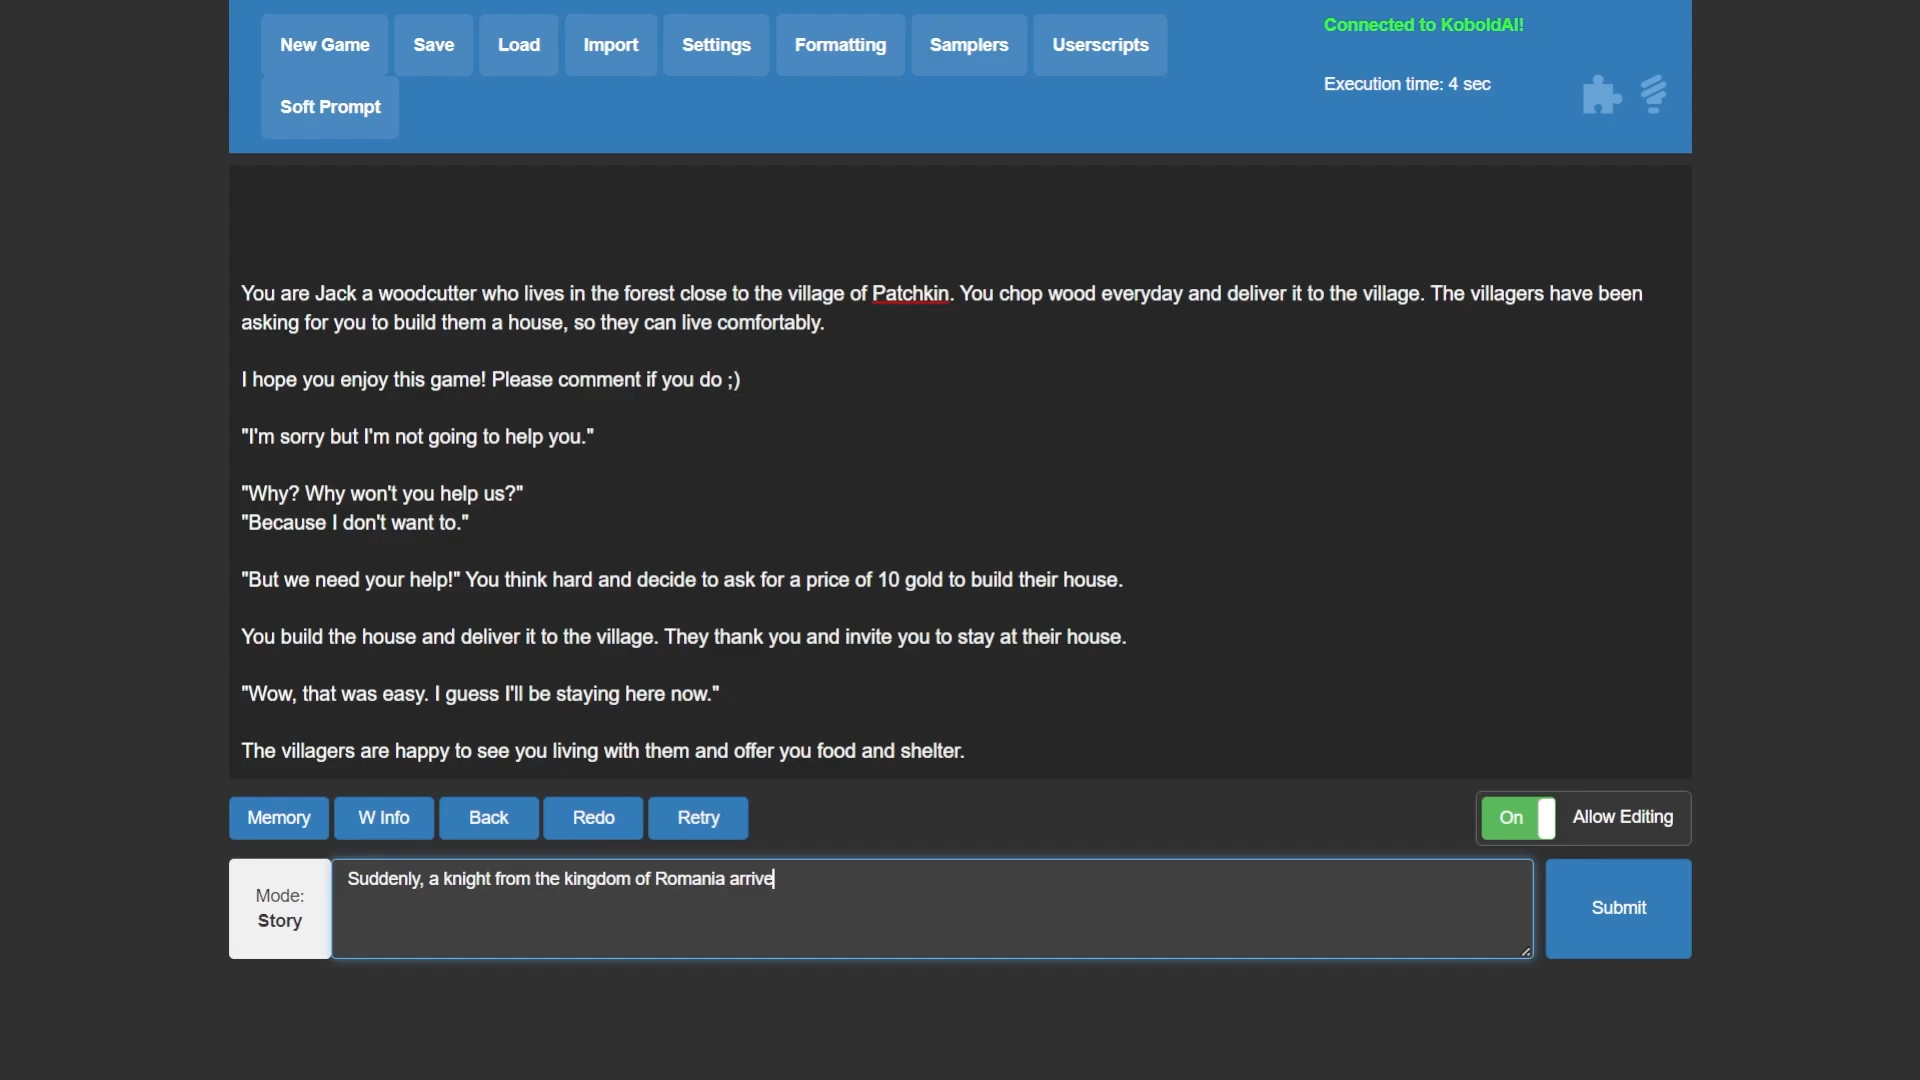 New Game Save Load Import Settings Formatting Samplers Userscripts
Soft Prompt
Connected to KoboldAI!
Execution time: 4 sec
You are Jack a woodcutter who lives in the forest close to the village of Patchkin. You chop wood everyday and deliver it to the village. The villagers have been
asking for you to build them a house, so they can live comfortably.
I hope you enjoy this game! Please comment if you do ;)
"I'm sorry but I'm not going to help you."
"Why? Why won't you help us?"
"Because I don't want to."
"But we need your help!" You think hard and decide to ask for a price of 10 gold to build their house.
You build the house and deliver it to the village. They thank you and invite you to stay at their house.
"Wow, that was easy. I guess I'll be staying here now."
The villagers are happy to see you living with them and offer you food and shelter.
Memory W Info Back Redo Retry On Allow Editing
Mode:
Story
Suddenly, a knight from the kingdom of Romania arrive
Submit